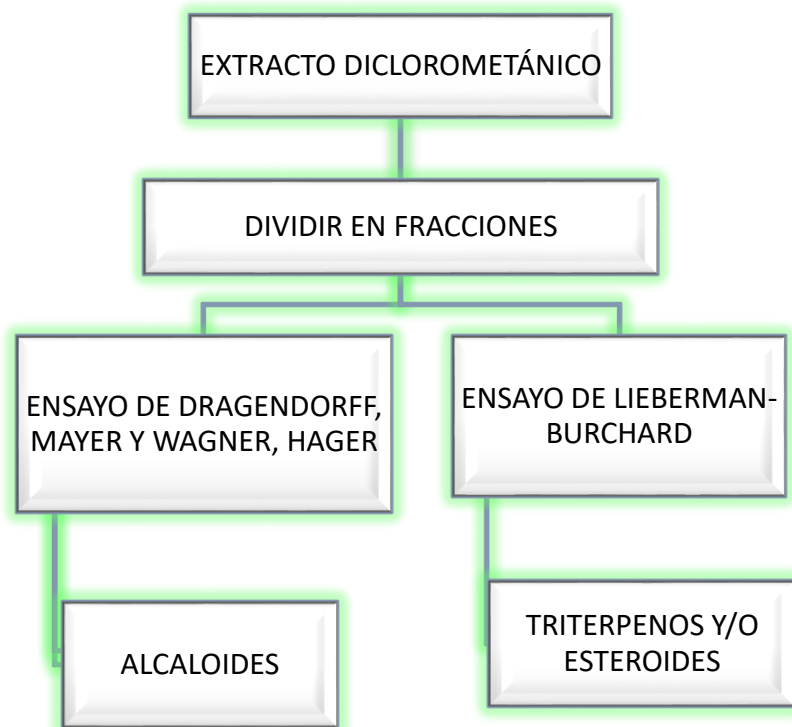 EXTRACTO DICLOROMETÁNICO
DIVIDIR EN FRACCIONES
ENSAYO DE DRAGENDORFF,
MAYER Y WAGNER, HAGER
ENSAYO DE LIEBERMAN-
BURCHARD
ALCALOIDES
TRITERPENOS Y/O
ESTEROIDES